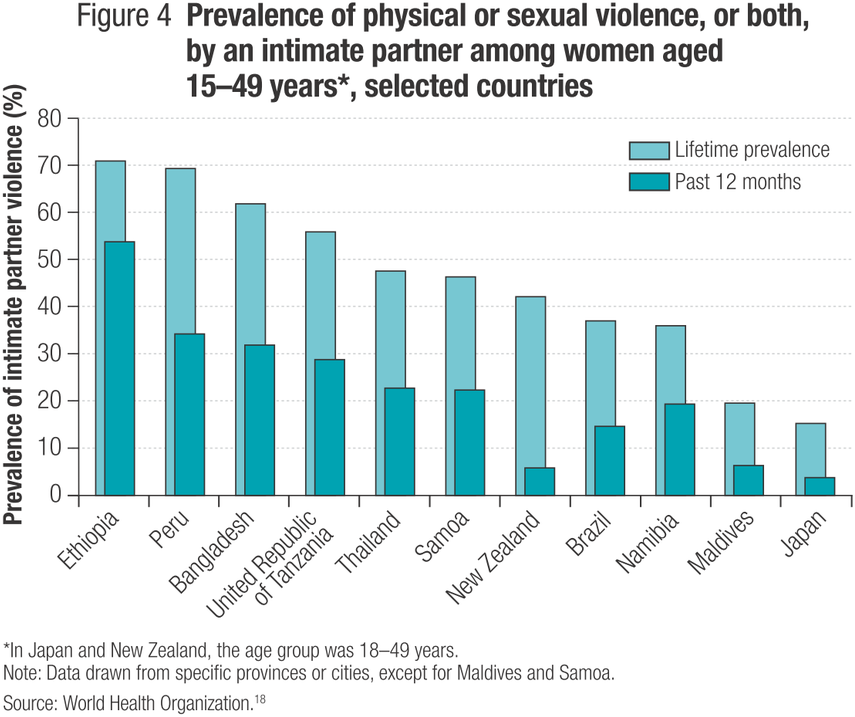 Figure 4 Prevalence of physical or sexual violence, or both,
by an intimate partner among women aged
15–49 years*, selected countries
Prevalence of intimate partner violence (%)
80
70
60
50
40
30
20
10
0
Lifetime prevalence
Past 12 months
Ethiopia
Peru
Bangladesh
United Republic
of Tanzania
Thailand
Samoa
New Zealand
Brazil
Namibia
Maldives
Japan
*In Japan and New Zealand, the age group was 18–49 years.
Note: Data drawn from specific provinces or cities, except for Maldives and Samoa.
Source: World Health Organization.18